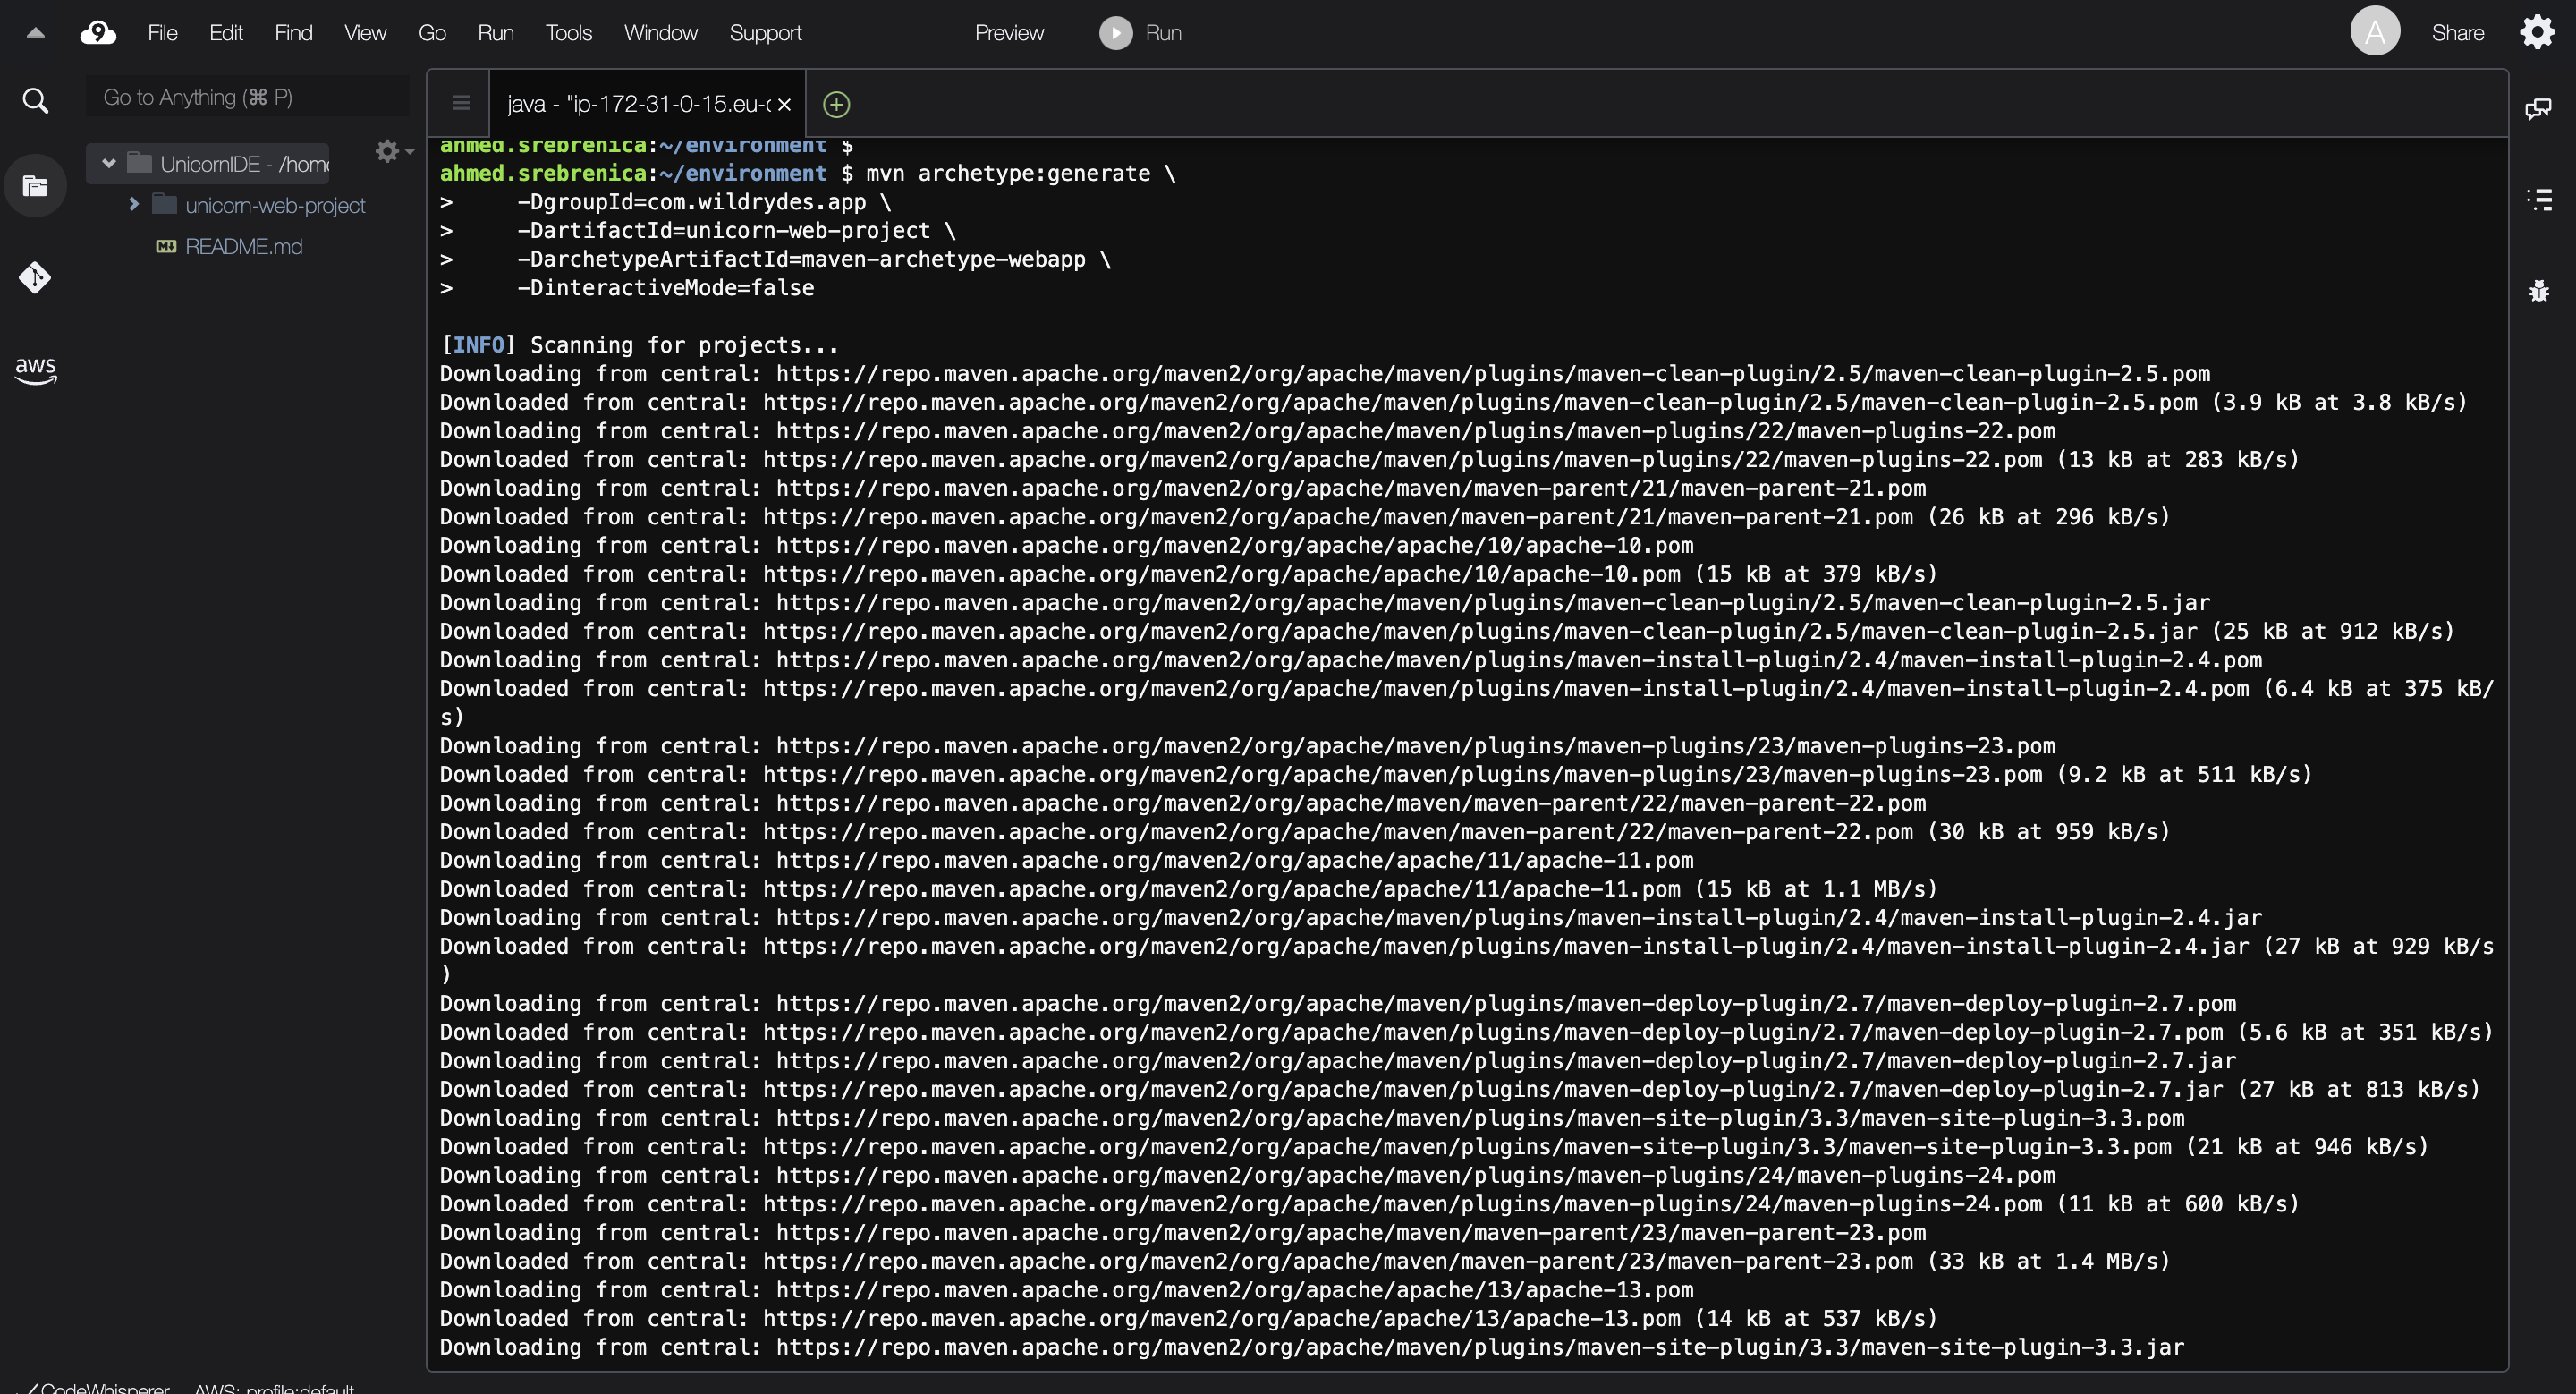 9 File Edit Find View Go Run Tools Window Support Preview Run A Share
Go to Anything (⌘ P)
java - "ip-172-31-0-15.eu-c
UnicornIDE - /home
unicorn-web-project
README.md
aws
ahmed.srebrenica:~/environment $
ahmed.srebrenica:~/environment $ mvn archetype:generate \
>     -DgroupId=com.wildrydes.app \
>     -DartifactId=unicorn-web-project \
>     -DarchetypeArtifactId=maven-archetype-webapp \
>     -DinteractiveMode=false
[INFO] Scanning for projects...
Downloading from central: https://repo.maven.apache.org/maven2/org/apache/maven/plugins/maven-clean-plugin/2.5/maven-clean-plugin-2.5.pom
Downloaded from central: https://repo.maven.apache.org/maven2/org/apache/maven/plugins/maven-clean-plugin/2.5/maven-clean-plugin-2.5.pom (3.9 kB at 3.8 kB/s)
Downloading from central: https://repo.maven.apache.org/maven2/org/apache/maven/plugins/maven-plugins/22/maven-plugins-22.pom
Downloaded from central: https://repo.maven.apache.org/maven2/org/apache/maven/plugins/maven-plugins/22/maven-plugins-22.pom (13 kB at 283 kB/s)
Downloading from central: https://repo.maven.apache.org/maven2/org/apache/maven/maven-parent/21/maven-parent-21.pom
Downloaded from central: https://repo.maven.apache.org/maven2/org/apache/maven/maven-parent/21/maven-parent-21.pom (26 kB at 296 kB/s)
Downloading from central: https://repo.maven.apache.org/maven2/org/apache/apache/10/apache-10.pom
Downloaded from central: https://repo.maven.apache.org/maven2/org/apache/apache/10/apache-10.pom (15 kB at 379 kB/s)
Downloading from central: https://repo.maven.apache.org/maven2/org/apache/maven/plugins/maven-clean-plugin/2.5/maven-clean-plugin-2.5.jar
Downloaded from central: https://repo.maven.apache.org/maven2/org/apache/maven/plugins/maven-clean-plugin/2.5/maven-clean-plugin-2.5.jar (25 kB at 912 kB/s)
Downloading from central: https://repo.maven.apache.org/maven2/org/apache/maven/plugins/maven-install-plugin/2.4/maven-install-plugin-2.4.pom
Downloaded from central: https://repo.maven.apache.org/maven2/org/apache/maven/plugins/maven-install-plugin/2.4/maven-install-plugin-2.4.pom (6.4 kB at 375 kB/
s)
Downloading from central: https://repo.maven.apache.org/maven2/org/apache/maven/plugins/maven-plugins/23/maven-plugins-23.pom
Downloaded from central: https://repo.maven.apache.org/maven2/org/apache/maven/plugins/maven-plugins/23/maven-plugins-23.pom (9.2 kB at 511 kB/s)
Downloading from central: https://repo.maven.apache.org/maven2/org/apache/maven/maven-parent/22/maven-parent-22.pom
Downloaded from central: https://repo.maven.apache.org/maven2/org/apache/maven/maven-parent/22/maven-parent-22.pom (30 kB at 959 kB/s)
Downloading from central: https://repo.maven.apache.org/maven2/org/apache/apache/11/apache-11.pom
Downloaded from central: https://repo.maven.apache.org/maven2/org/apache/apache/11/apache-11.pom (15 kB at 1.1 MB/s)
Downloading from central: https://repo.maven.apache.org/maven2/org/apache/maven/plugins/maven-install-plugin/2.4/maven-install-plugin-2.4.jar
Downloaded from central: https://repo.maven.apache.org/maven2/org/apache/maven/plugins/maven-install-plugin/2.4/maven-install-plugin-2.4.jar (27 kB at 929 kB/s
)
Downloading from central: https://repo.maven.apache.org/maven2/org/apache/maven/plugins/maven-deploy-plugin/2.7/maven-deploy-plugin-2.7.pom
Downloaded from central: https://repo.maven.apache.org/maven2/org/apache/maven/plugins/maven-deploy-plugin/2.7/maven-deploy-plugin-2.7.pom (5.6 kB at 351 kB/s)
Downloading from central: https://repo.maven.apache.org/maven2/org/apache/maven/plugins/maven-deploy-plugin/2.7/maven-deploy-plugin-2.7.jar
Downloaded from central: https://repo.maven.apache.org/maven2/org/apache/maven/plugins/maven-deploy-plugin/2.7/maven-deploy-plugin-2.7.jar (27 kB at 813 kB/s)
Downloading from central: https://repo.maven.apache.org/maven2/org/apache/maven/plugins/maven-site-plugin/3.3/maven-site-plugin-3.3.pom
Downloaded from central: https://repo.maven.apache.org/maven2/org/apache/maven/plugins/maven-site-plugin/3.3/maven-site-plugin-3.3.pom (21 kB at 946 kB/s)
Downloading from central: https://repo.maven.apache.org/maven2/org/apache/maven/plugins/maven-plugins/24/maven-plugins-24.pom
Downloaded from central: https://repo.maven.apache.org/maven2/org/apache/maven/plugins/maven-plugins/24/maven-plugins-24.pom (11 kB at 600 kB/s)
Downloading from central: https://repo.maven.apache.org/maven2/org/apache/maven/maven-parent/23/maven-parent-23.pom
Downloaded from central: https://repo.maven.apache.org/maven2/org/apache/maven/maven-parent/23/maven-parent-23.pom (33 kB at 1.4 MB/s)
Downloading from central: https://repo.maven.apache.org/maven2/org/apache/apache/13/apache-13.pom
Downloaded from central: https://repo.maven.apache.org/maven2/org/apache/apache/13/apache-13.pom (14 kB at 537 kB/s)
Downloading from central: https://repo.maven.apache.org/maven2/org/apache/maven/plugins/maven-site-plugin/3.3/maven-site-plugin-3.3.jar
CodeWhisperer AWS: profile:default